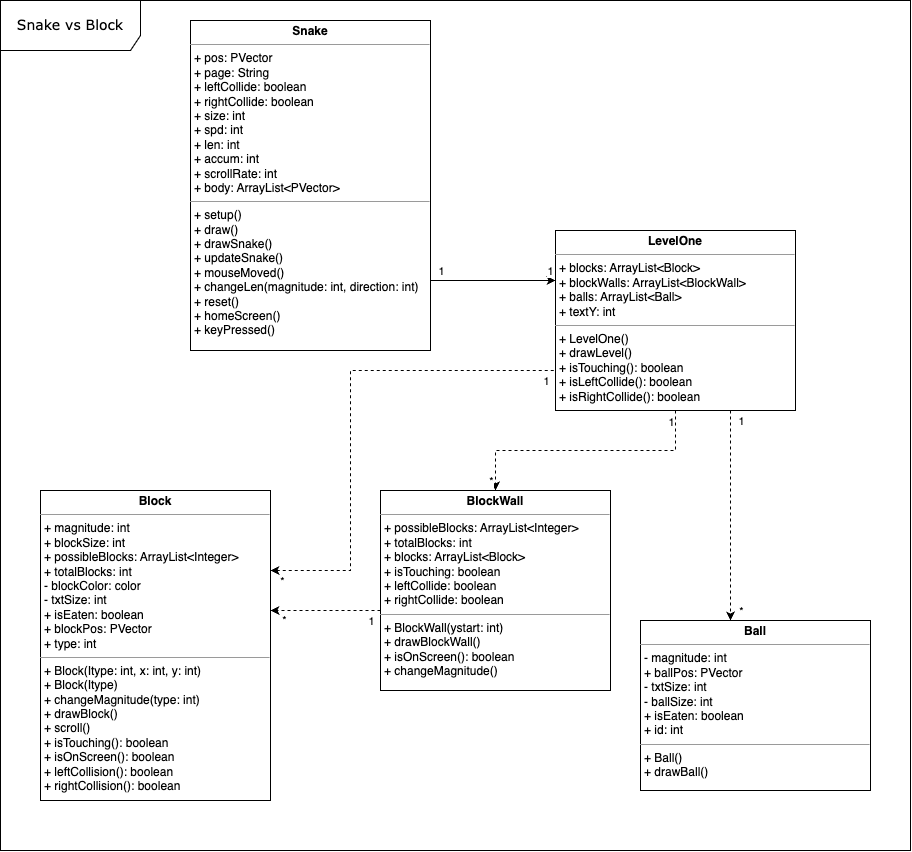 Snake vs Block
Snake
+ pos: PVector
+ page: String
+ leftCollide: boolean
+ rightCollide: boolean
+ size: int
+ spd: int
+ len: int
+ accum: int
+ scrollRate: int
+ body: ArrayList<PVector>
+ setup()
+ draw()
+ drawSnake()
+ updateSnake()
+ mouseMoved()
+ changeLen(magnitude: int, direction: int)
+ reset()
+ homeScreen()
+ keyPressed()
1
1
LevelOne
+ blocks: ArrayList<Block>
+ blockWalls: ArrayList<BlockWall>
+ balls: ArrayList<Ball>
+ textY: int
+ LevelOne()
+ drawLevel()
+ isTouching(): boolean
+ isLeftCollide(): boolean
+ isRightCollide(): boolean
1
1
1
*
*
*
*
1
Block
+ magnitude: int
+ blockSize: int
+ possibleBlocks: ArrayList<Integer>
+ totalBlocks: int
- blockColor: color
- txtSize: int
+ isEaten: boolean
+ blockPos: PVector
+ type: int
+ Block(Itype: int, x: int, y: int)
+ Block(Itype)
+ changeMagnitude(type: int)
+ drawBlock()
+ scroll()
+ isTouching(): boolean
+ isOnScreen(): boolean
+ leftCollision(): boolean
+ rightCollision(): boolean
BlockWall
+ possibleBlocks: ArrayList<Integer>
+ totalBlocks: int
+ blocks: ArrayList<Block>
+ isTouching: boolean
+ leftCollide: boolean
+ rightCollide: boolean
+ BlockWall(ystart: int)
+ drawBlockWall()
+ isOnScreen(): boolean
+ changeMagnitude()
Ball
- magnitude: int
+ ballPos: PVector
- txtSize: int
- ballSize: int
+ isEaten: boolean
+ id: int
+ Ball()
+ drawBall()